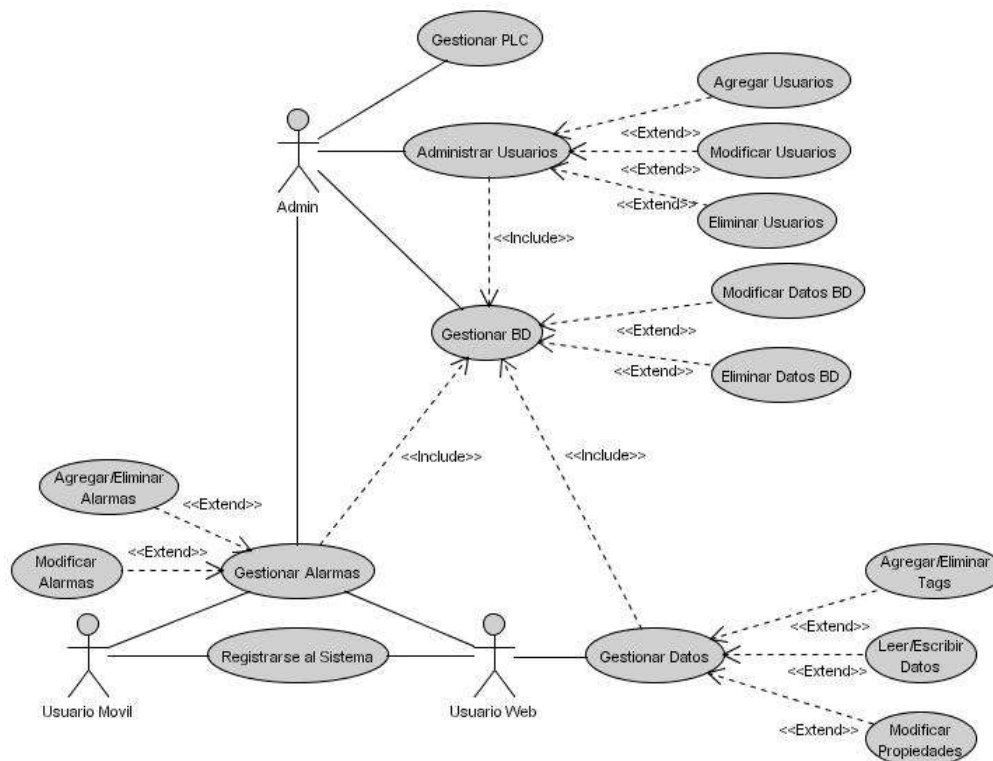 Gestionar PLC
Agregar Usuarios
<<Extend>>
Administrar Usuarios
Modificar Usuarios
<<Extend>>
Admin
<<Extend>>
Eliminar Usuarios
<<Include>>
Modificar Datos BD
Gestionar BD
<<Extend>>
<<Extend>>
Eliminar Datos BD
<<Include>>
<<Include>>
Agregar/Eliminar
Alarmas
<<Extend>>
<<Extend>>
Modificar
Alarmas
Gestionar Alarmas
Agregar/Eliminar
Tags
<<Extend>>
Registrarse al Sistema
Gestionar Datos
Leer/Escribir
Datos
<<Extend>>
Usuario Movil
Usuario Web
<<Extend>>
Modificar
Propiedades